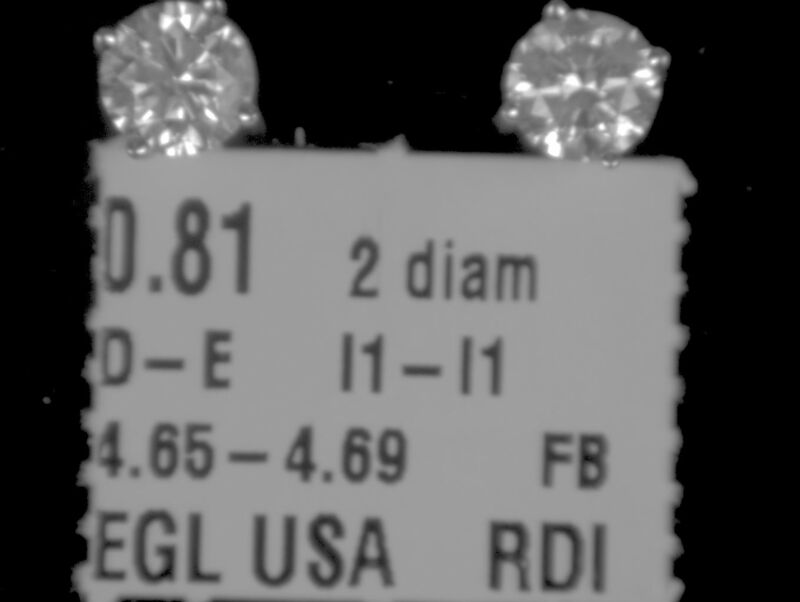 0.81 2 diam
D-E I1-I1
4.65-4.69 FB
EGL USA RDI